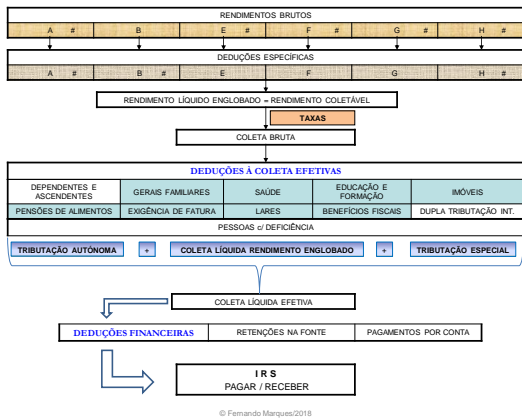 RENDIMENTOS BRUTOS
A # B E # F # G # H #
DEDUÇÕES ESPECÍFICAS
A # B # E F G H #
RENDIMENTO LÍQUIDO ENGLOBADO = RENDIMENTO COLETÁVEL
TAXAS
COLETA BRUTA
DEDUÇÕES À COLETA EFETIVAS
DEPENDENTES E ASCENDENTES GERAIS FAMILIARES SAÚDE EDUCAÇÃO E FORMAÇÃO IMÓVEIS
PENSÕES DE ALIMENTOS EXIGÊNCIA DE FATURA LARES BENEFÍCIOS FISCAIS DUPLA TRIBUTAÇÃO INT.
PESSOAS c/ DEFICIÊNCIA
TRIBUTAÇÃO AUTÓNOMA + COLETA LÍQUIDA RENDIMENTO ENGLOBADO + TRIBUTAÇÃO ESPECIAL
COLETA LÍQUIDA EFETIVA
DEDUÇÕES FINANCEIRAS RETENÇÕES NA FONTE PAGAMENTOS POR CONTA
I R S
PAGAR / RECEBER
© Fernando Marques/2018